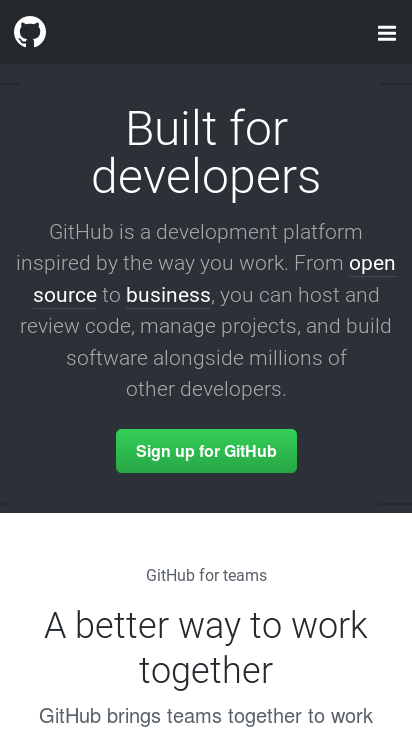 Built for
developers
GitHub is a development platform
inspired by the way you work. From open
source to business, you can host and
review code, manage projects, and build
software alongside millions of
other developers.
Sign up for GitHub
GitHub for teams
A better way to work
together
GitHub brings teams together to work